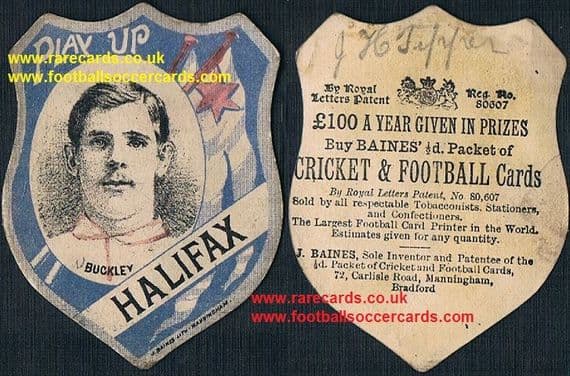 PLAY UP
www.rarecards.co.uk
www.footballsoccercards.com
BUCKLEY
HALIFAX
J. BAINES LITH. MANNINGHAM
J H Tepper
By Royal
Letters Patent
Reg. No.
80607
£100 A YEAR GIVEN IN PRIZES
Buy BAINES' ½d. Packet of
CRICKET & FOOTBALL Cards
By Royal Letters Patent, No. 80,607
Sold by all respectable Tobacconists, Stationers,
and Confectioners.
The Largest Football Card Printer in the World.
Estimates given for any quantity.
J. BAINES, Sole Inventor and Patentee of the
½d. Packet of Cricket and Football Cards,
72, Carlisle Road, Manningham,
Bradford
www.rarecards.co.uk
www.footballsoccercards.com